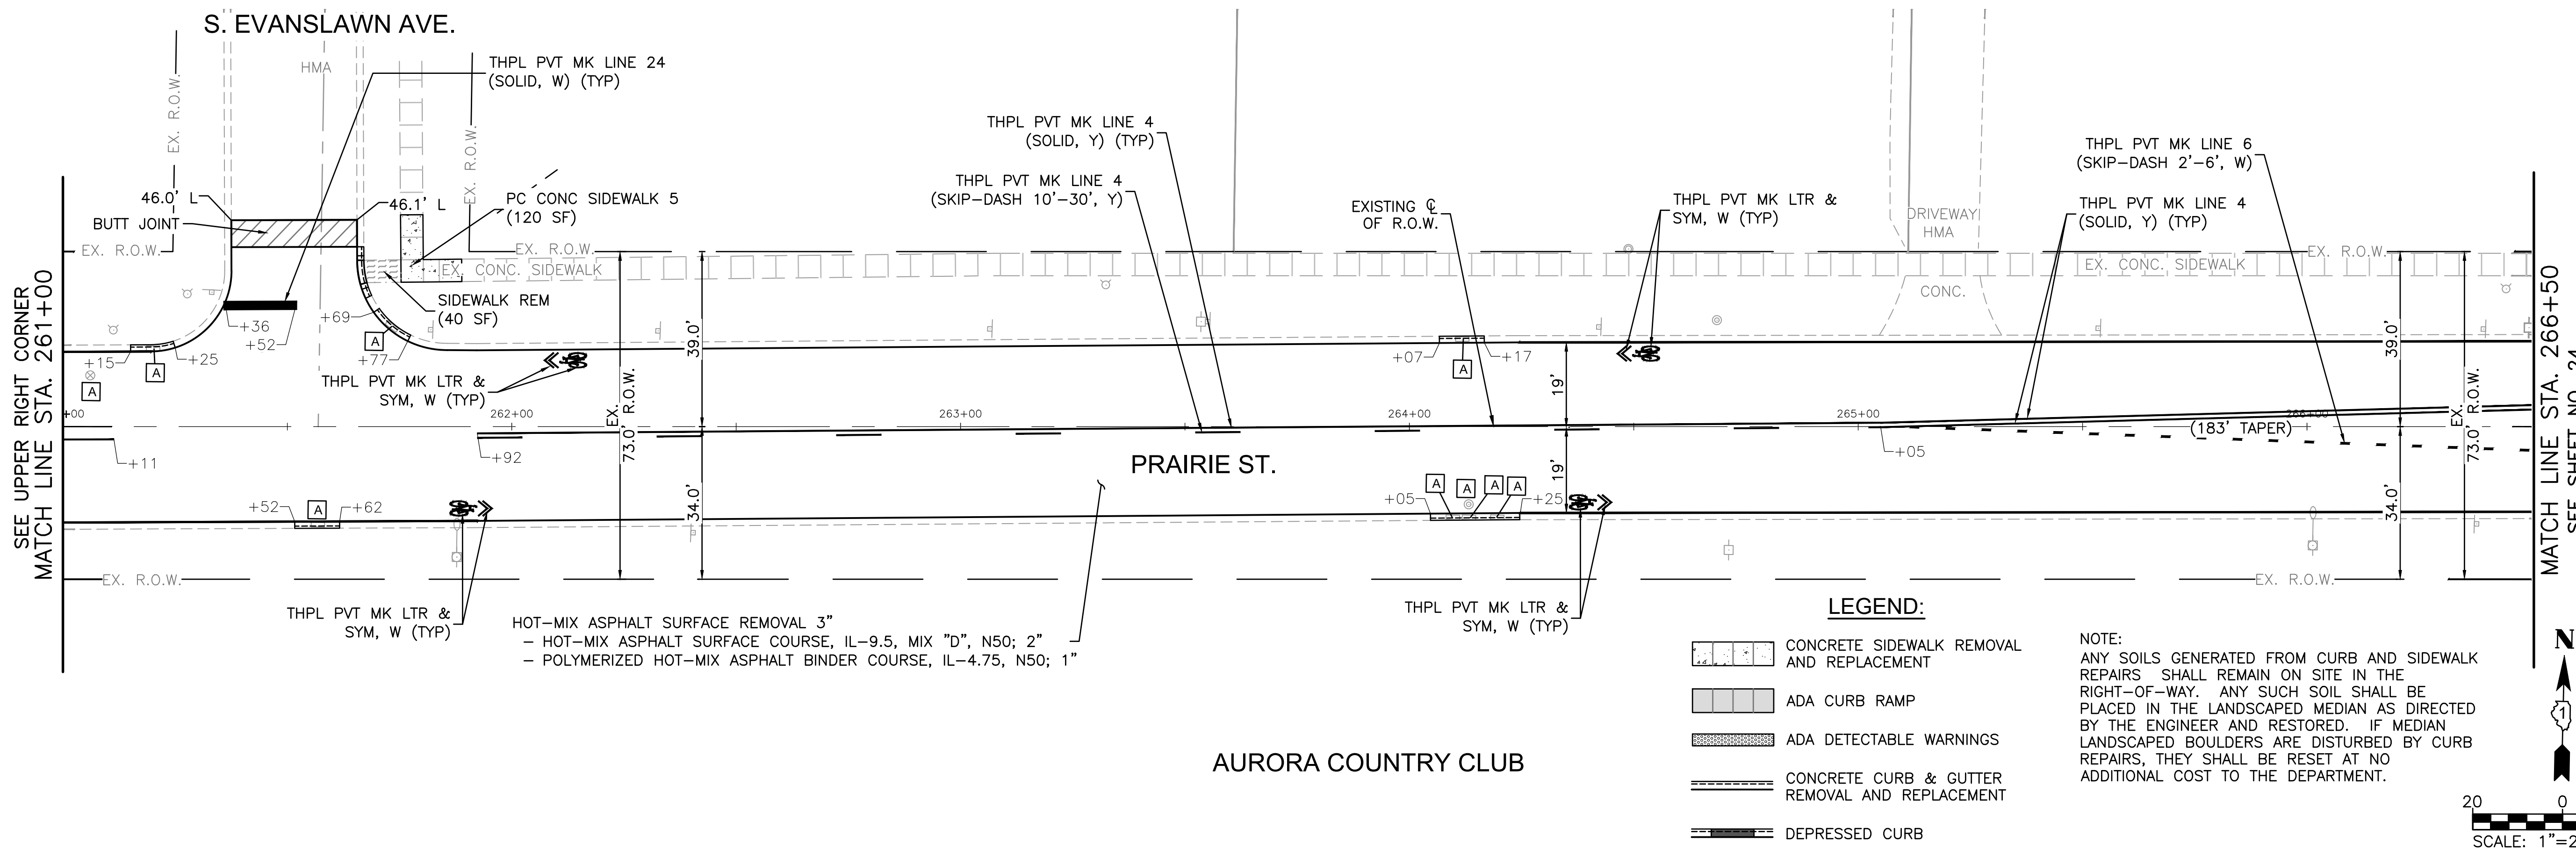 S. EVANSLAWN AVE.
HMA
EX. R.O.W.
EX. R.O.W.
THPL PVT MK LINE 24
(SOLID, W) (TYP)
46.0' L
BUTT JOINT
46.1' L
PC CONC SIDEWALK 5
(120 SF)
THPL PVT MK LINE 4
(SOLID, Y) (TYP)
THPL PVT MK LINE 4
(SKIP-DASH 10'-30', Y)
EXISTING ℄
OF R.O.W.
THPL PVT MK LTR &
SYM, W (TYP)
DRIVEWAY
HMA
THPL PVT MK LINE 6
(SKIP-DASH 2'-6', W)
THPL PVT MK LINE 4
(SOLID, Y) (TYP)
EX. R.O.W.
EX. R.O.W.
EX. R.O.W.
EX. CONC. SIDEWALK
EX. CONC. SIDEWALK
CONC.
SIDEWALK REM
(40 SF)
SEE UPPER RIGHT CORNER
MATCH LINE STA. 261+00
+36
+52
+69
+77
A
+15
+25
A
A
THPL PVT MK LTR &
SYM, W (TYP)
+00
262+00
263+00
264+00
265+00
266+00
EX.
73.0' R.O.W.
39.0'
34.0'
+07
+17
A
19'
19'
39.0'
34.0'
EX.
73.0' R.O.W.
MATCH LINE STA. 266+50
SEE SHEET NO. 24
+11
+92
+05
(183' TAPER)
PRAIRIE ST.
+52
A
+62
+05
A
A
A
A
+25
EX. R.O.W.
EX. R.O.W.
THPL PVT MK LTR &
SYM, W (TYP)
THPL PVT MK LTR &
SYM, W (TYP)
HOT-MIX ASPHALT SURFACE REMOVAL 3"
- HOT-MIX ASPHALT SURFACE COURSE, IL-9.5, MIX "D", N50; 2"
- POLYMERIZED HOT-MIX ASPHALT BINDER COURSE, IL-4.75, N50; 1"
AURORA COUNTRY CLUB
LEGEND:
CONCRETE SIDEWALK REMOVAL
AND REPLACEMENT
ADA CURB RAMP
ADA DETECTABLE WARNINGS
CONCRETE CURB & GUTTER
REMOVAL AND REPLACEMENT
DEPRESSED CURB
NOTE:
ANY SOILS GENERATED FROM CURB AND SIDEWALK
REPAIRS SHALL REMAIN ON SITE IN THE
RIGHT-OF-WAY. ANY SUCH SOIL SHALL BE
PLACED IN THE LANDSCAPED MEDIAN AS DIRECTED
BY THE ENGINEER AND RESTORED. IF MEDIAN
LANDSCAPED BOULDERS ARE DISTURBED BY CURB
REPAIRS, THEY SHALL BE RESET AT NO
ADDITIONAL COST TO THE DEPARTMENT.
N
1
20 0
SCALE: 1"=2